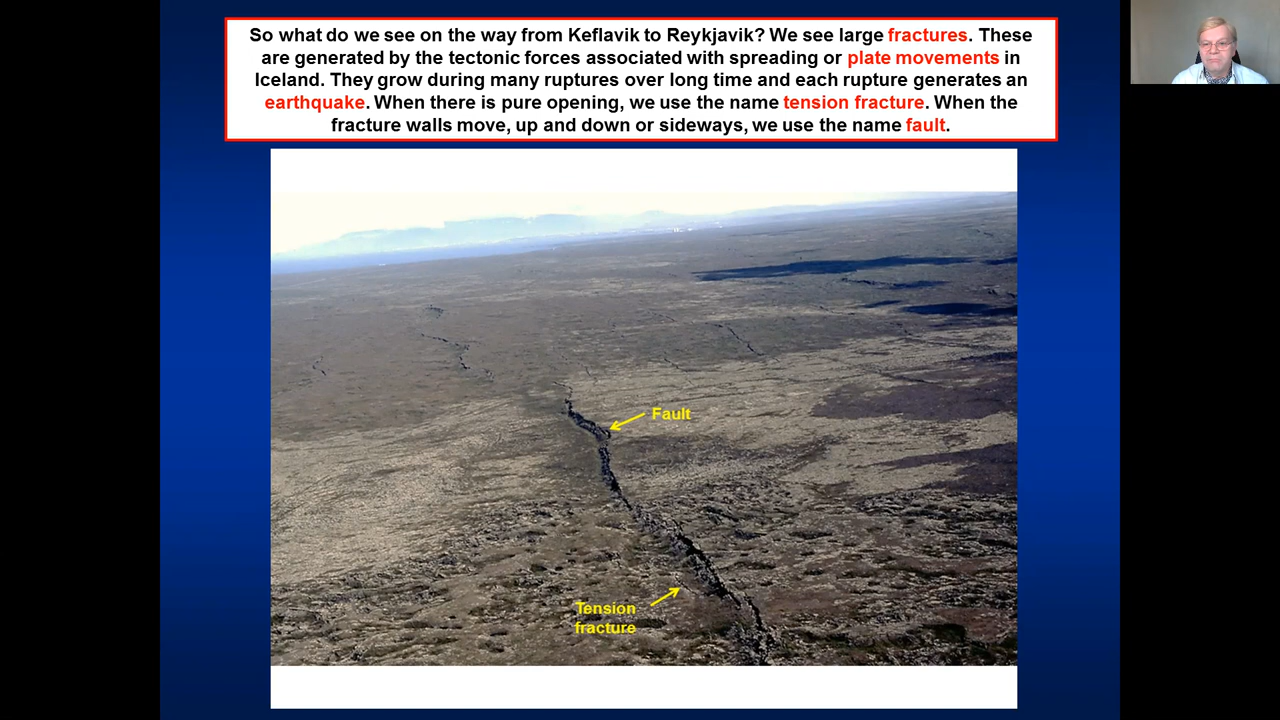 So what do we see on the way from Keflavik to Reykjavik? We see large fractures. These
are generated by the tectonic forces associated with spreading or plate movements in
Iceland. They grow during many ruptures over long time and each rupture generates an
earthquake. When there is pure opening, we use the name tension fracture. When the
fracture walls move, up and down or sideways, we use the name fault.
Fault
Tension
fracture